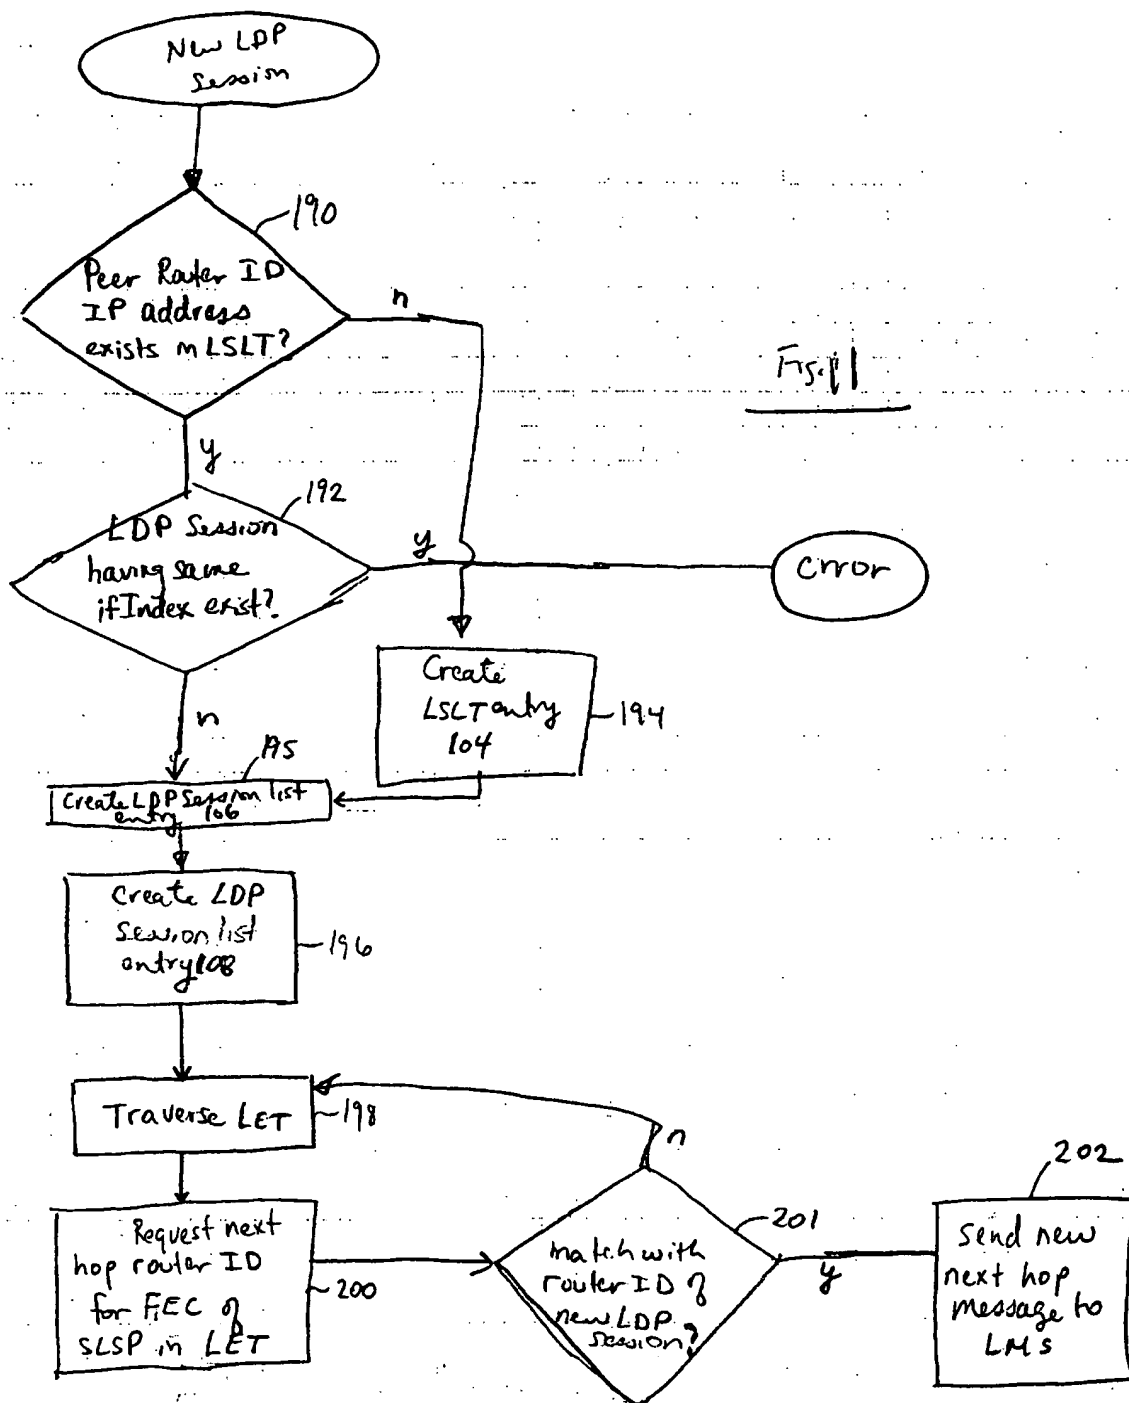 New LDP
Session
190
Peer Router ID
IP address
exists in LSLT?
n
Fig. 11
y
192
LDP Session
having same
ifIndex exist?
y
error
Create
LSLT entry
104
194
n
195
Create LDP Session list
entry 106
Create LDP
Session list
entry 108
196
Traverse LET
198
n
202
Request next
hop router ID
for FEC of
SLSP in LET
200
201
match with
router ID of
new LDP
session?
y
Send new
next hop
message to
LMS